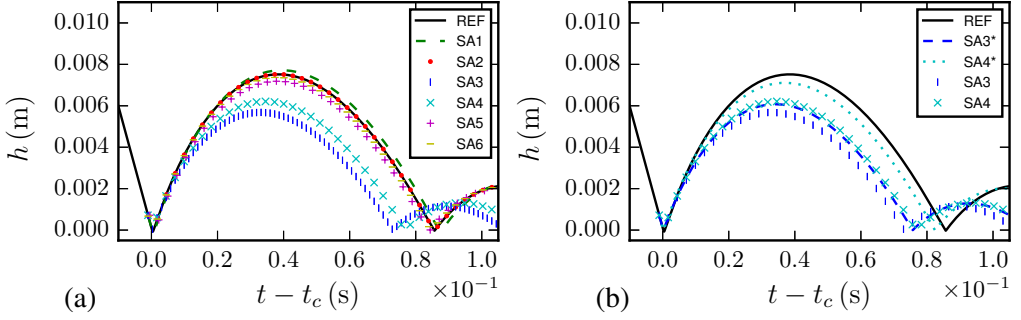 0.010
0.008
0.006
0.004
0.002
0.000
h (m)
REF
SA1
SA2
SA3
SA4
SA5
SA6
0.0 0.2 0.4 0.6 0.8 1.0
t − t_c (s)
×10⁻¹
(a)
0.010
0.008
0.006
0.004
0.002
0.000
h (m)
REF
SA3*
SA4*
SA3
SA4
0.0 0.2 0.4 0.6 0.8 1.0
t − t_c (s)
×10⁻¹
(b)